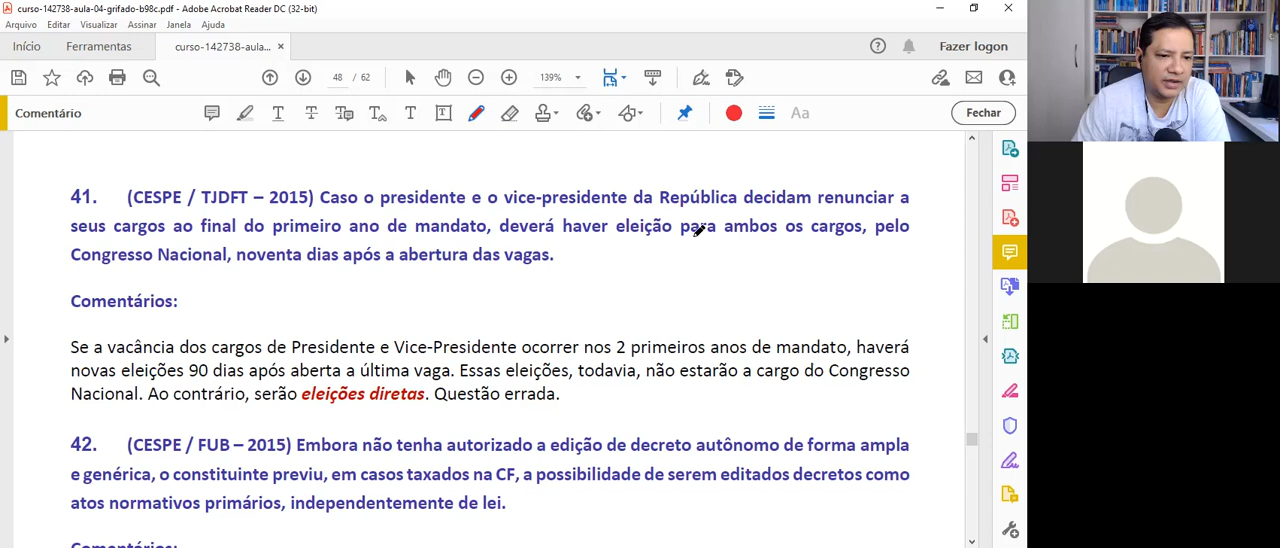 curso-142738-aula-04-grifado-b98c.pdf - Adobe Acrobat Reader DC (32-bit)
Arquivo Editar Visualizar Assinar Janela Ajuda
Início Ferramentas curso-142738-aula... × Fazer logon
48 / 62 139%
Comentário Aa Fechar
41. (CESPE / TJDFT – 2015) Caso o presidente e o vice-presidente da República decidam renunciar a
seus cargos ao final do primeiro ano de mandato, deverá haver eleição para ambos os cargos, pelo
Congresso Nacional, noventa dias após a abertura das vagas.
Comentários:
Se a vacância dos cargos de Presidente e Vice-Presidente ocorrer nos 2 primeiros anos de mandato, haverá
novas eleições 90 dias após aberta a última vaga. Essas eleições, todavia, não estarão a cargo do Congresso
Nacional. Ao contrário, serão eleições diretas. Questão errada.
42. (CESPE / FUB – 2015) Embora não tenha autorizado a edição de decreto autônomo de forma ampla
e genérica, o constituinte previu, em casos taxados na CF, a possibilidade de serem editados decretos como
atos normativos primários, independentemente de lei.
Comentários: